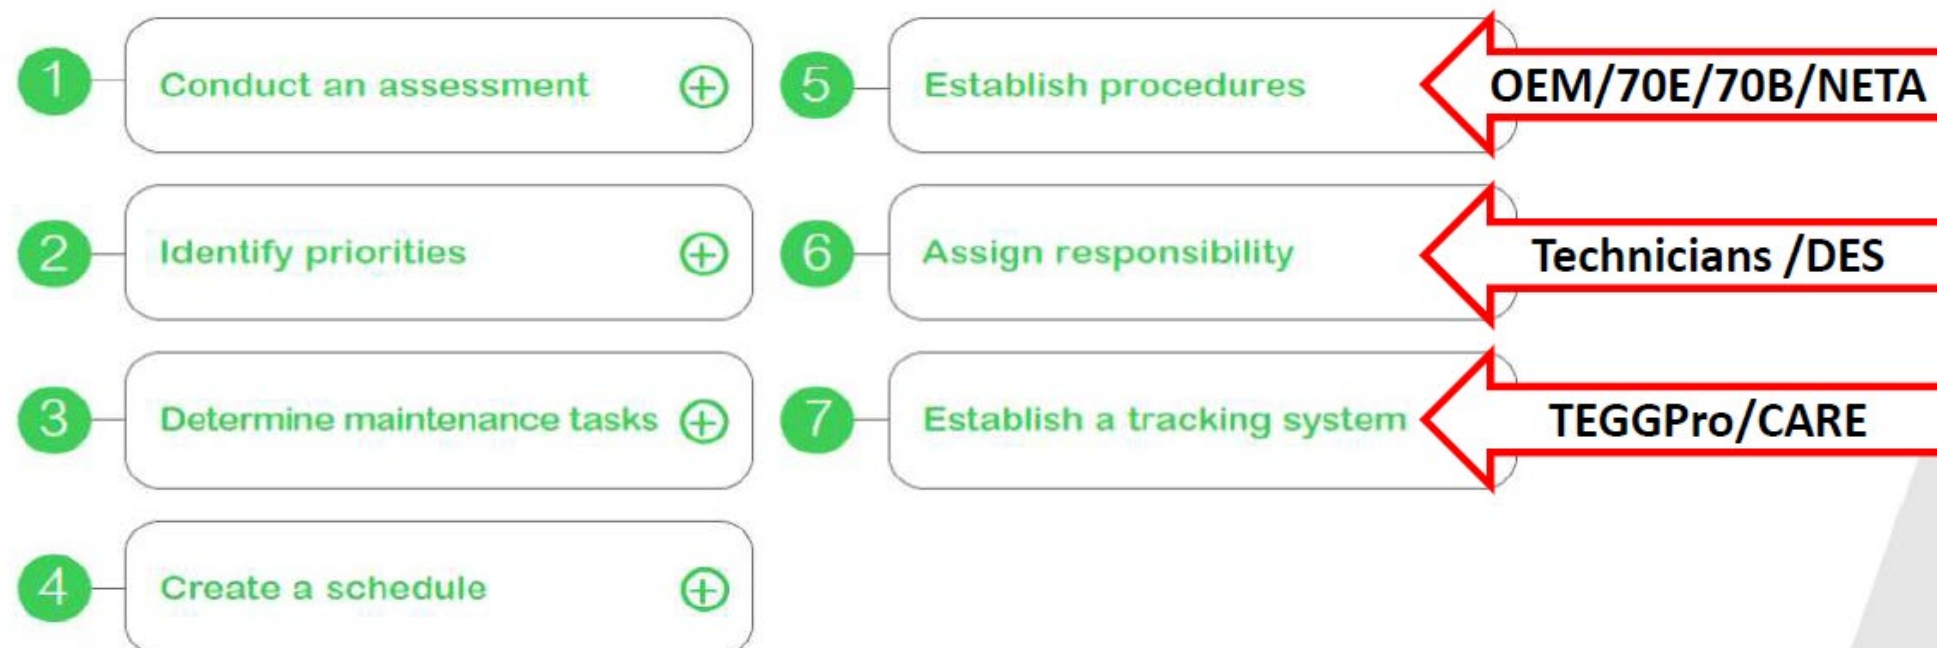 1 Conduct an assessment
2 Identify priorities
3 Determine maintenance tasks
4 Create a schedule
5 Establish procedures
OEM/70E/70B/NETA
6 Assign responsibility
Technicians /DES
7 Establish a tracking system
TEGGPro/CARE